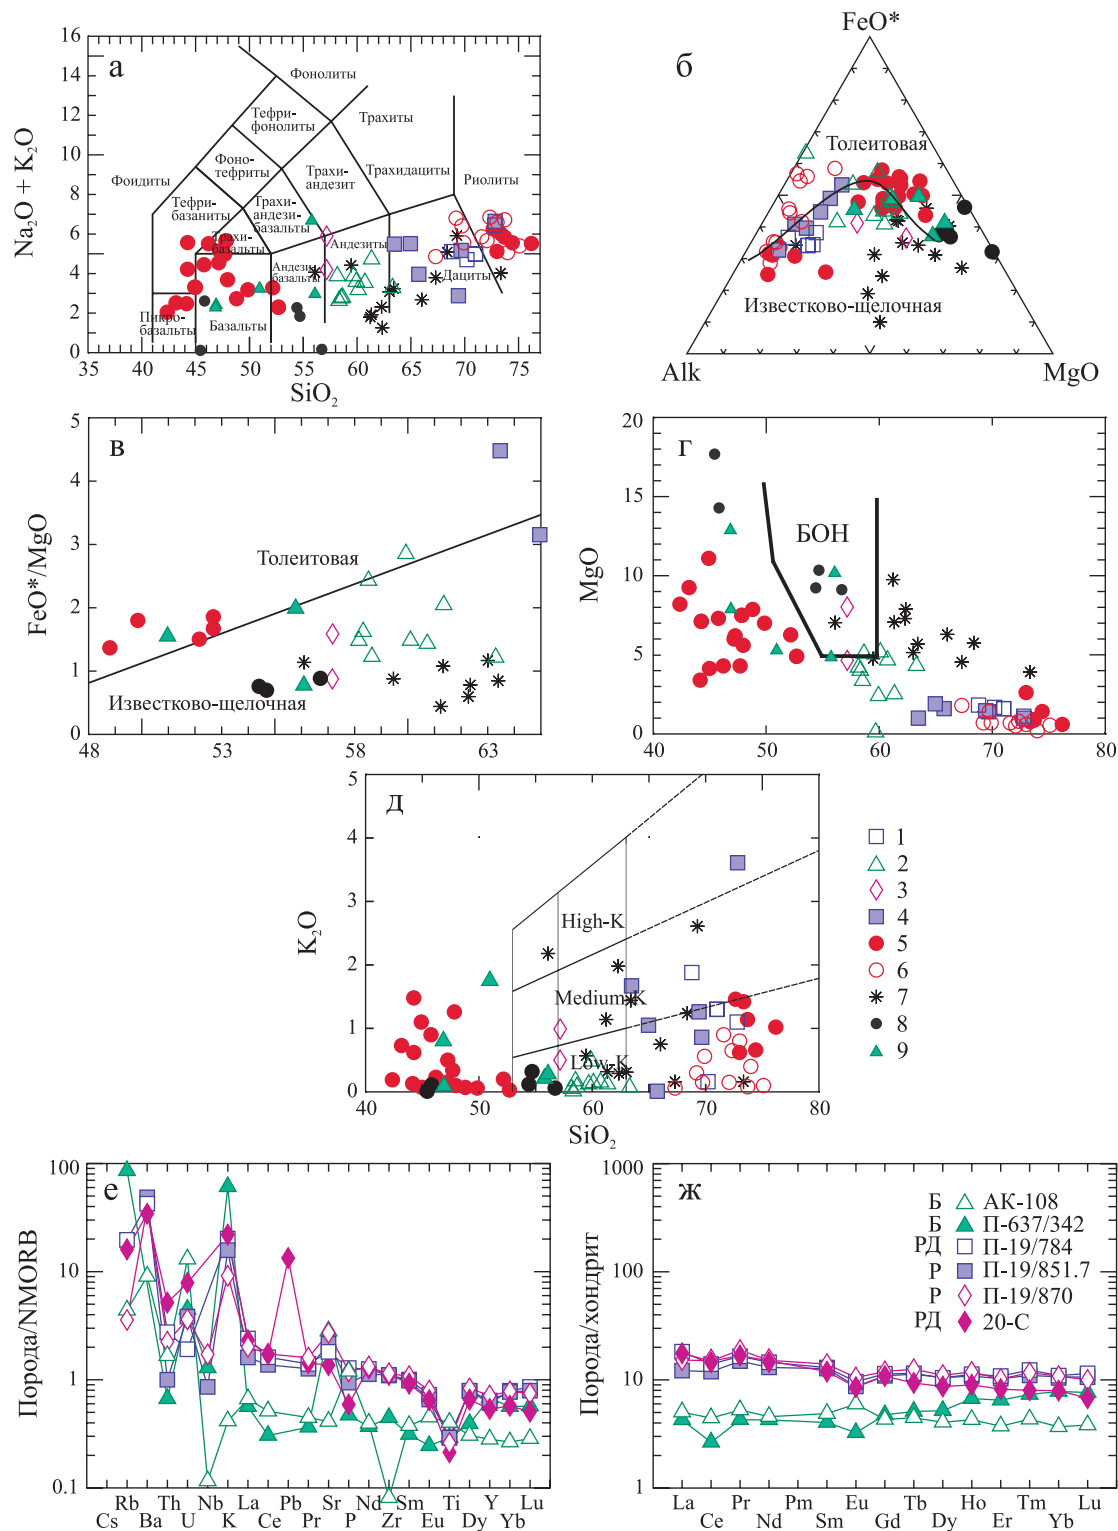 а
16
14
12
10
8
6
4
2
0
Na₂O + K₂O
35 40 45 50 55 60 65 70 75
SiO₂
Фонолиты
Тефри-
фонолиты
Трахиты
Фоно-
тефриты
Трахи-
андезит
Трахидациты
Фоидиты
Тефри-
базаниты
Риолиты
Трахи-
андези-
базальты
Трахи-
базальты
Андезиты
Андези-
базальты
Дациты
Пикро-
базальты
Базальты
б
FeO*
Толеитовая
Известково-щелочная
Alk
MgO
в
5
4
3
2
1
0
FeO*/MgO
Толеитовая
Известково-щелочная
48 53 58 63
г
20
15
10
5
0
MgO
БОН
40 50 60 70 80
д
5
4
3
2
1
0
K₂O
High-K
Medium-K
Low-K
40 50 60 70 80
SiO₂
1
2
3
4
5
6
7
8
9
е
100
10
1
0.1
Порода/NMORB
Rb Th Nb La Pb Sr Nd Sm Ti Y Lu
Cs Ba U K Ce Pr P Zr Eu Dy Yb
ж
1000
100
10
1
Порода/хондрит
Б АК-108
Б П-637/342
РД П-19/784
Р П-19/851.7
Р П-19/870
РД 20-С
La Pr Pm Eu Tb Ho Tm Lu
Ce Nd Sm Gd Dy Er Yb